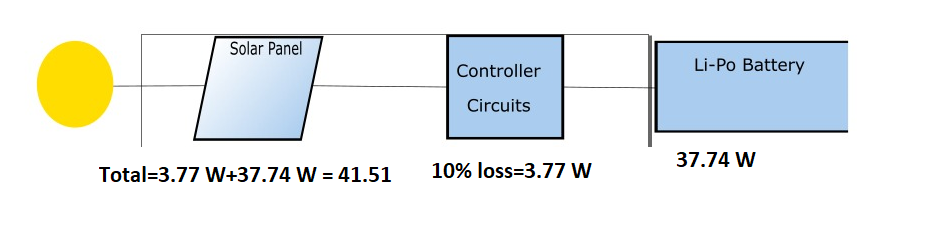 Solar Panel
Controller
Circuits
Li-Po Battery
Total=3.77 W+37.74 W = 41.51
10% loss=3.77 W
37.74 W